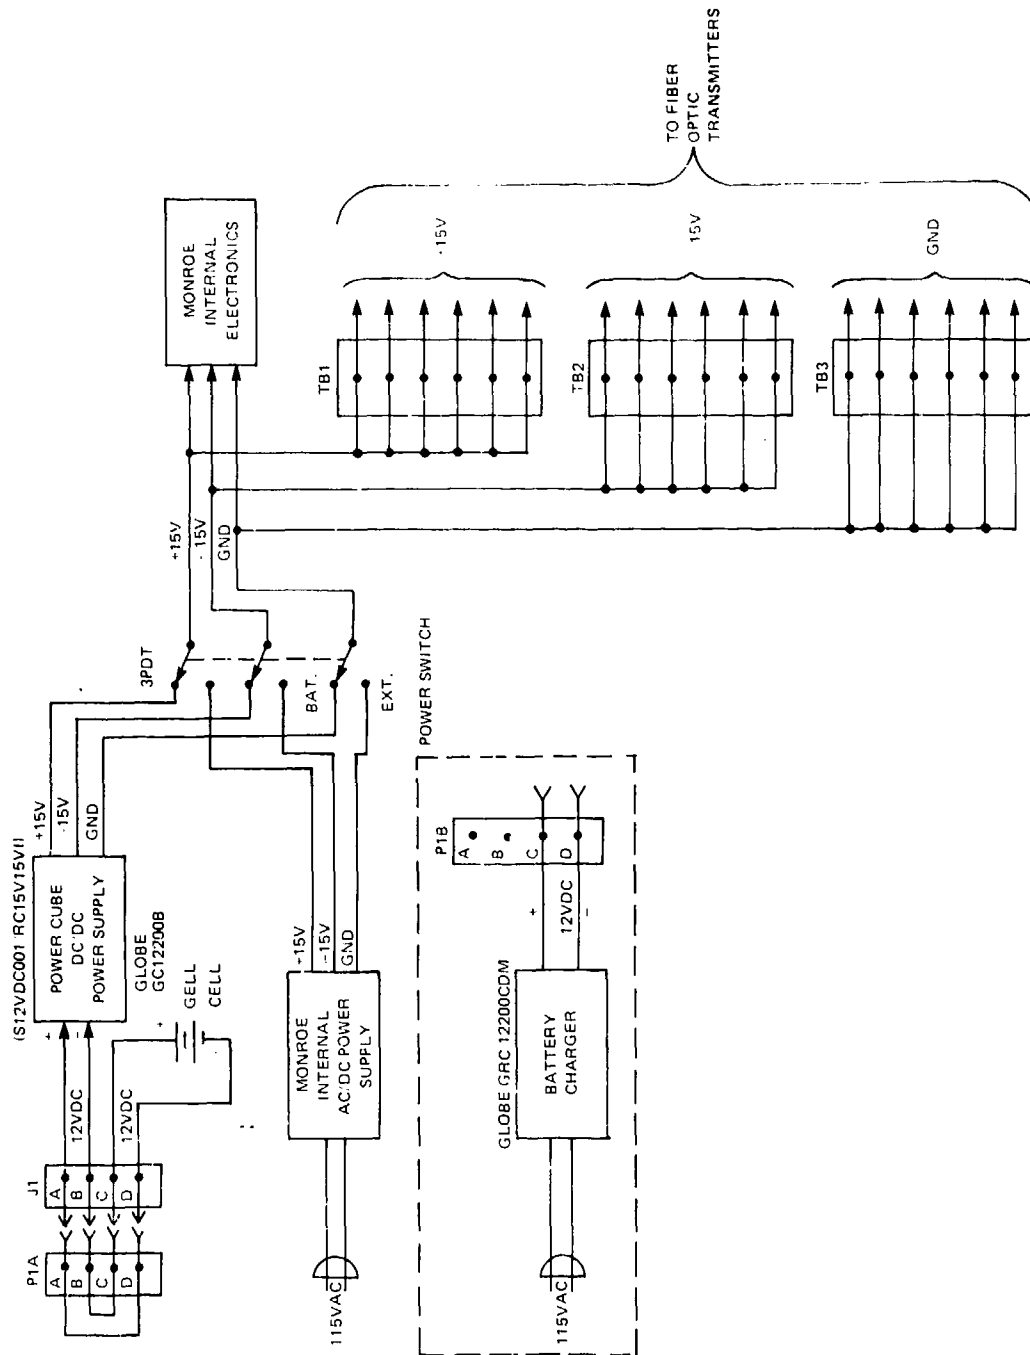 P1A
A
B
C
D
J1
A
B
C
D
12VDC
12VDC
+
−
(S12VDC001 RC15V15VI)
POWER CUBE
DC/DC
POWER SUPPLY
GLOBE
GC12200B
+
GELL
CELL
+15V
-15V
GND
3PDT
BAT.
EXT.
POWER SWITCH
+15V
-15V
GND
MONROE
INTERNAL
ELECTRONICS
115VAC
MONROE
INTERNAL
AC/DC POWER
SUPPLY
+15V
-15V
GND
115VAC
GLOBE GRC 12200CDM
BATTERY
CHARGER
+
12VDC
−
P1B
A
B
C
D
TB1
-15V
TB2
15V
TB3
GND
TO FIBER
OPTIC
TRANSMITTERS